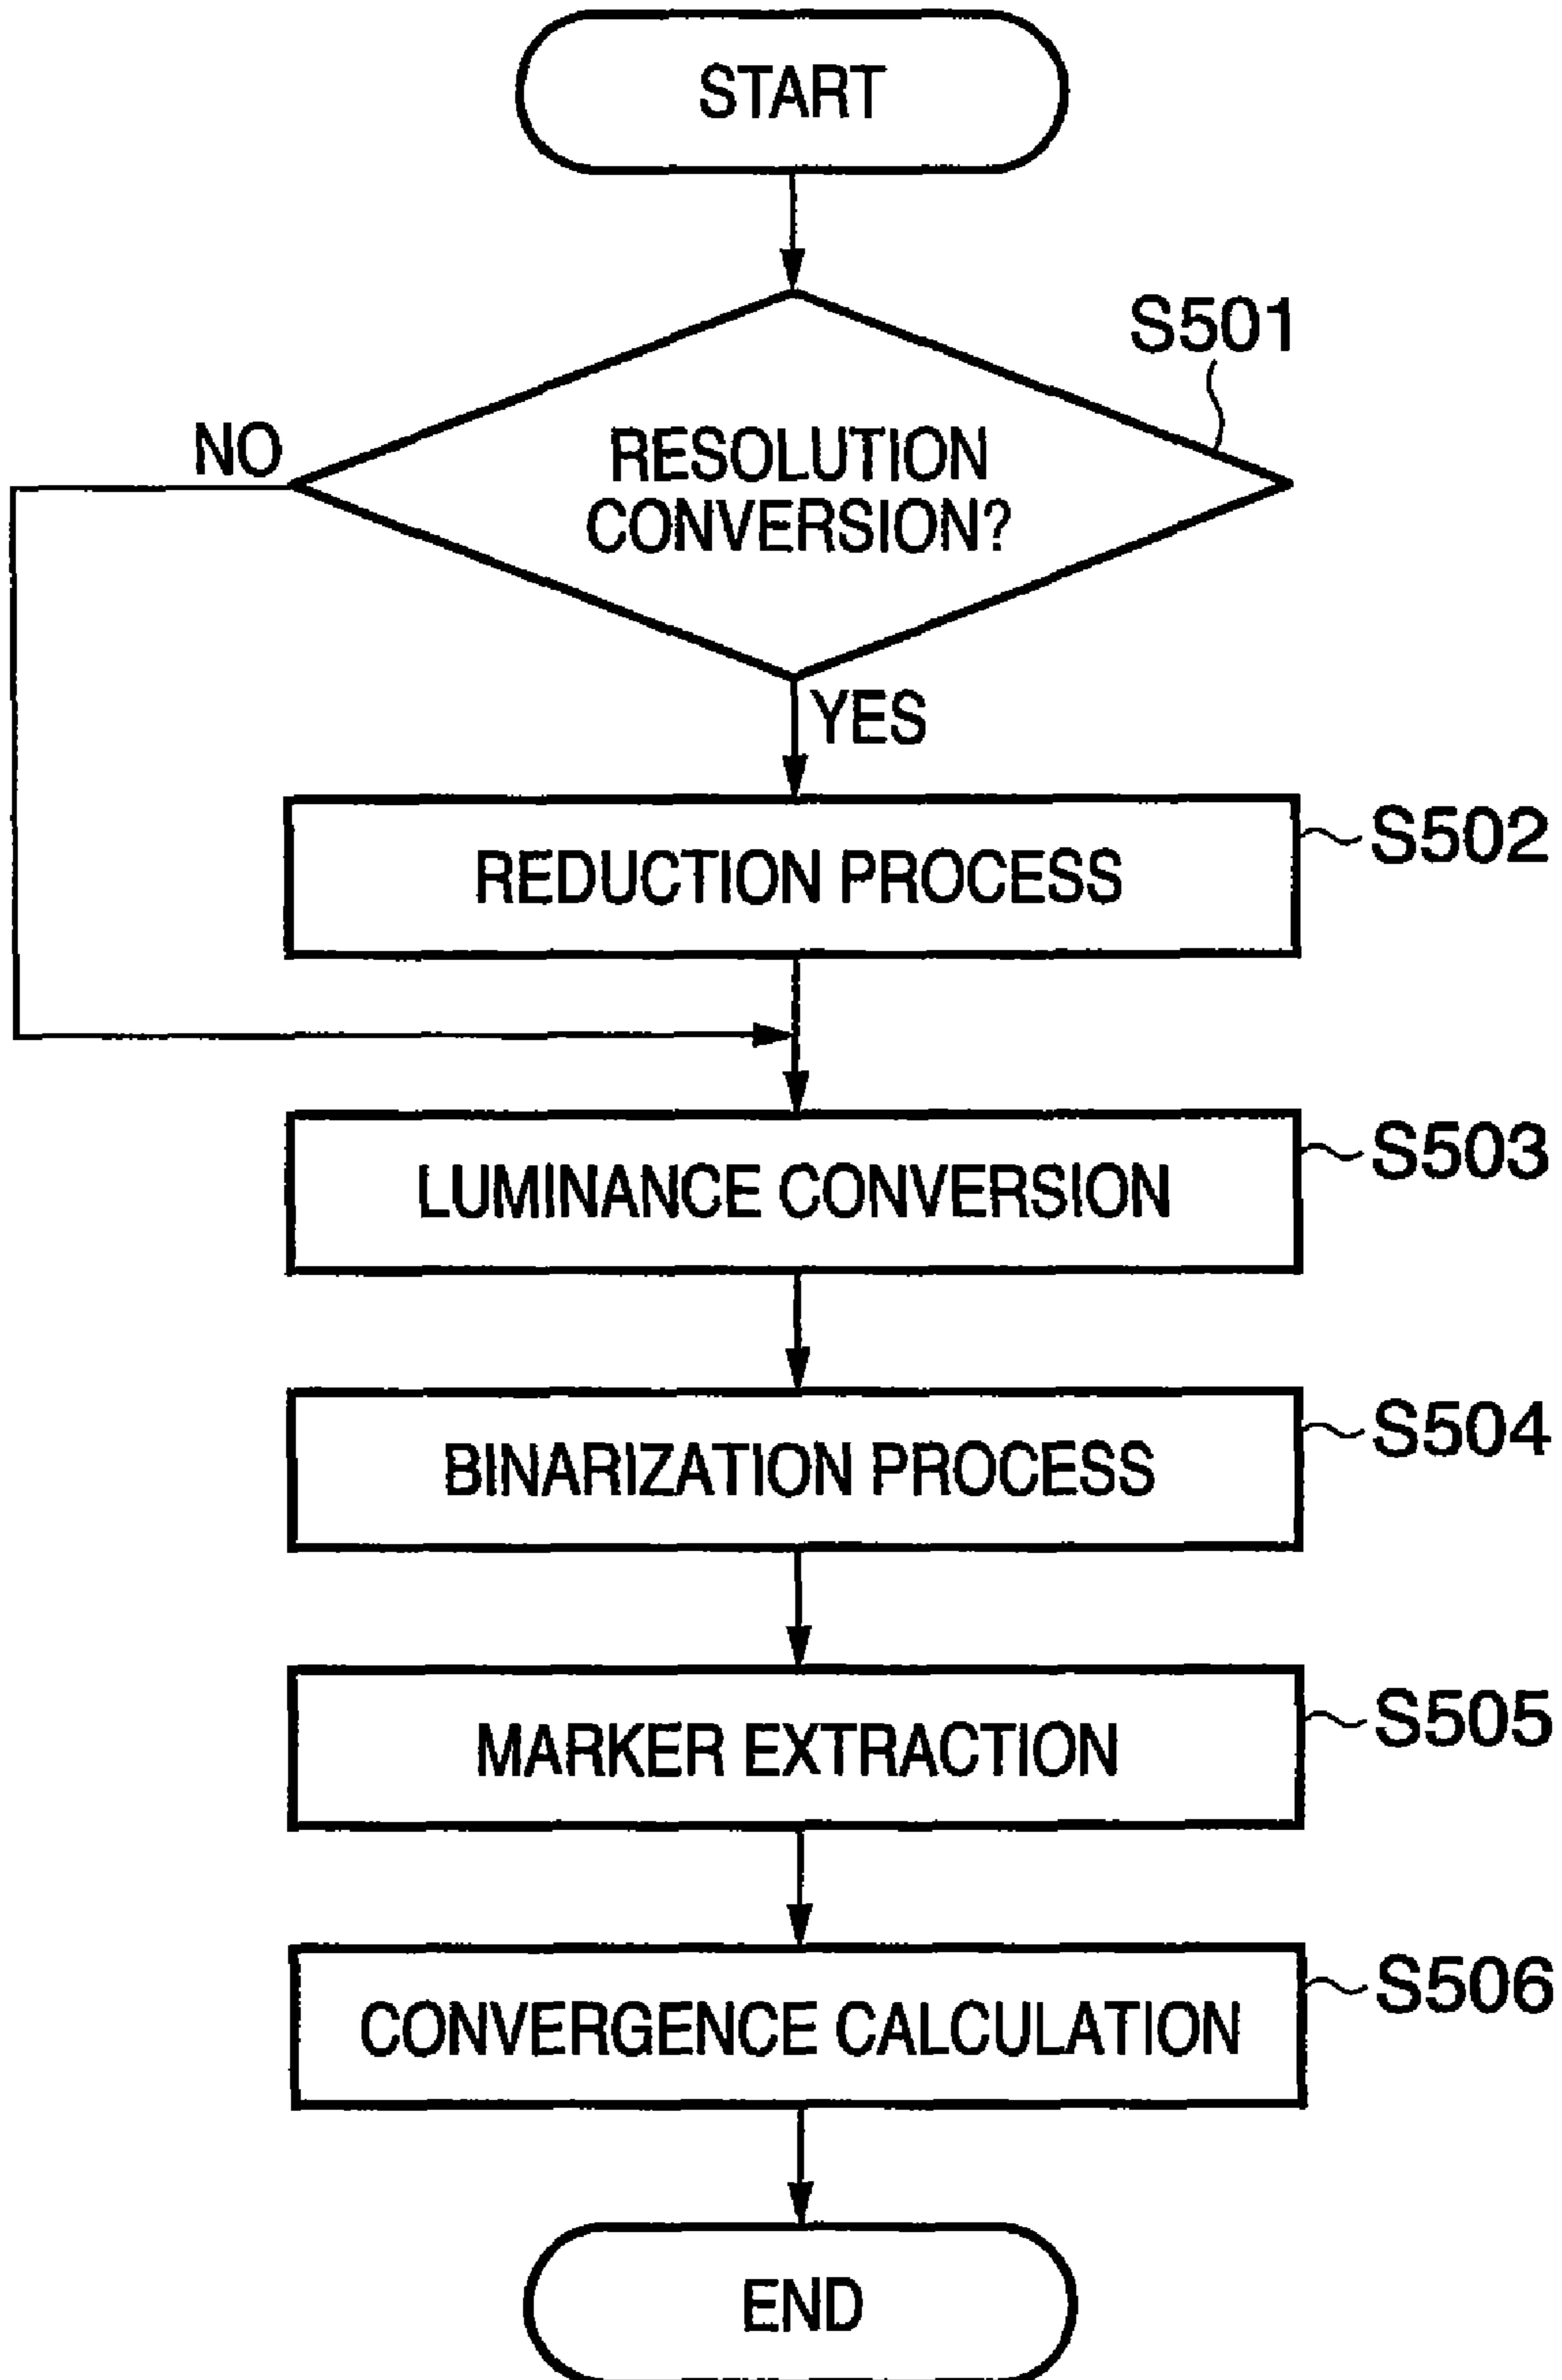 START
S501
NO
RESOLUTION
CONVERSION?
YES
REDUCTION PROCESS
S502
LUMINANCE CONVERSION
S503
BINARIZATION PROCESS
S504
MARKER EXTRACTION
S505
CONVERGENCE CALCULATION
S506
END